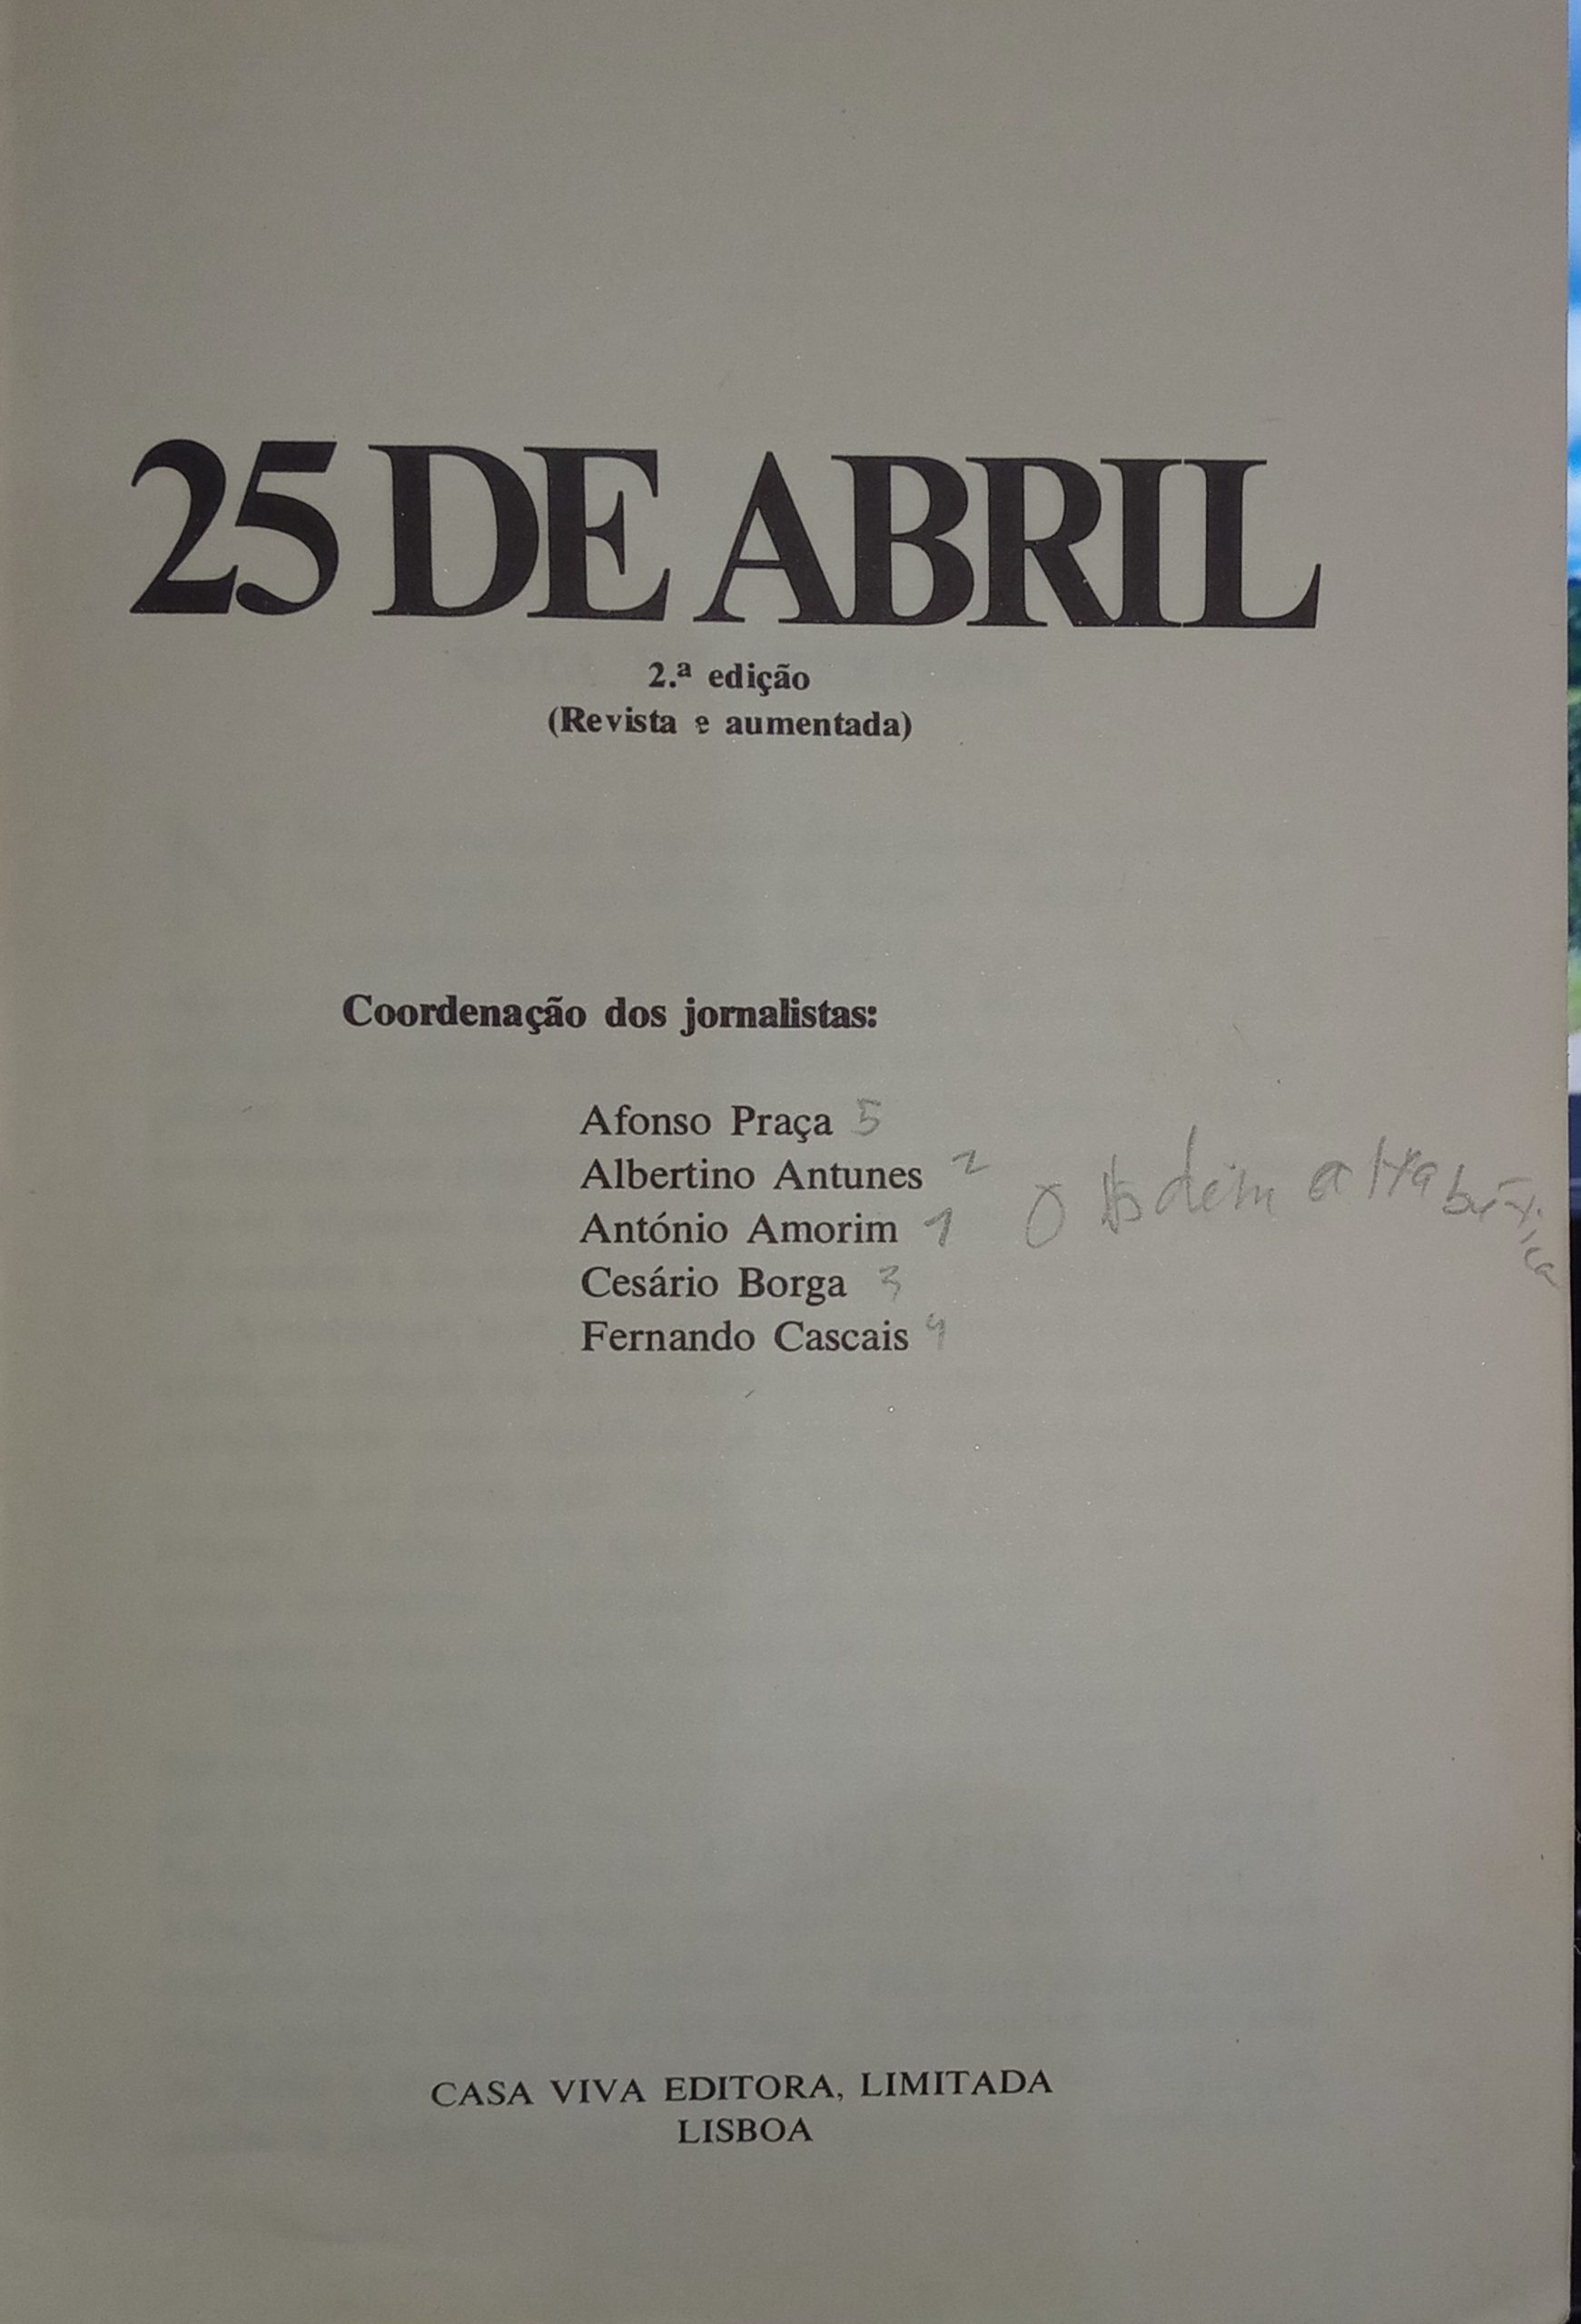 25 DE ABRIL
2.ª edição
(Revista e aumentada)
Coordenação dos jornalistas:
Afonso Praça 5
Albertino Antunes 2
António Amorim 1
Cesário Borga 3
Fernando Cascais 4
CASA VIVA EDITORA, LIMITADA
LISBOA